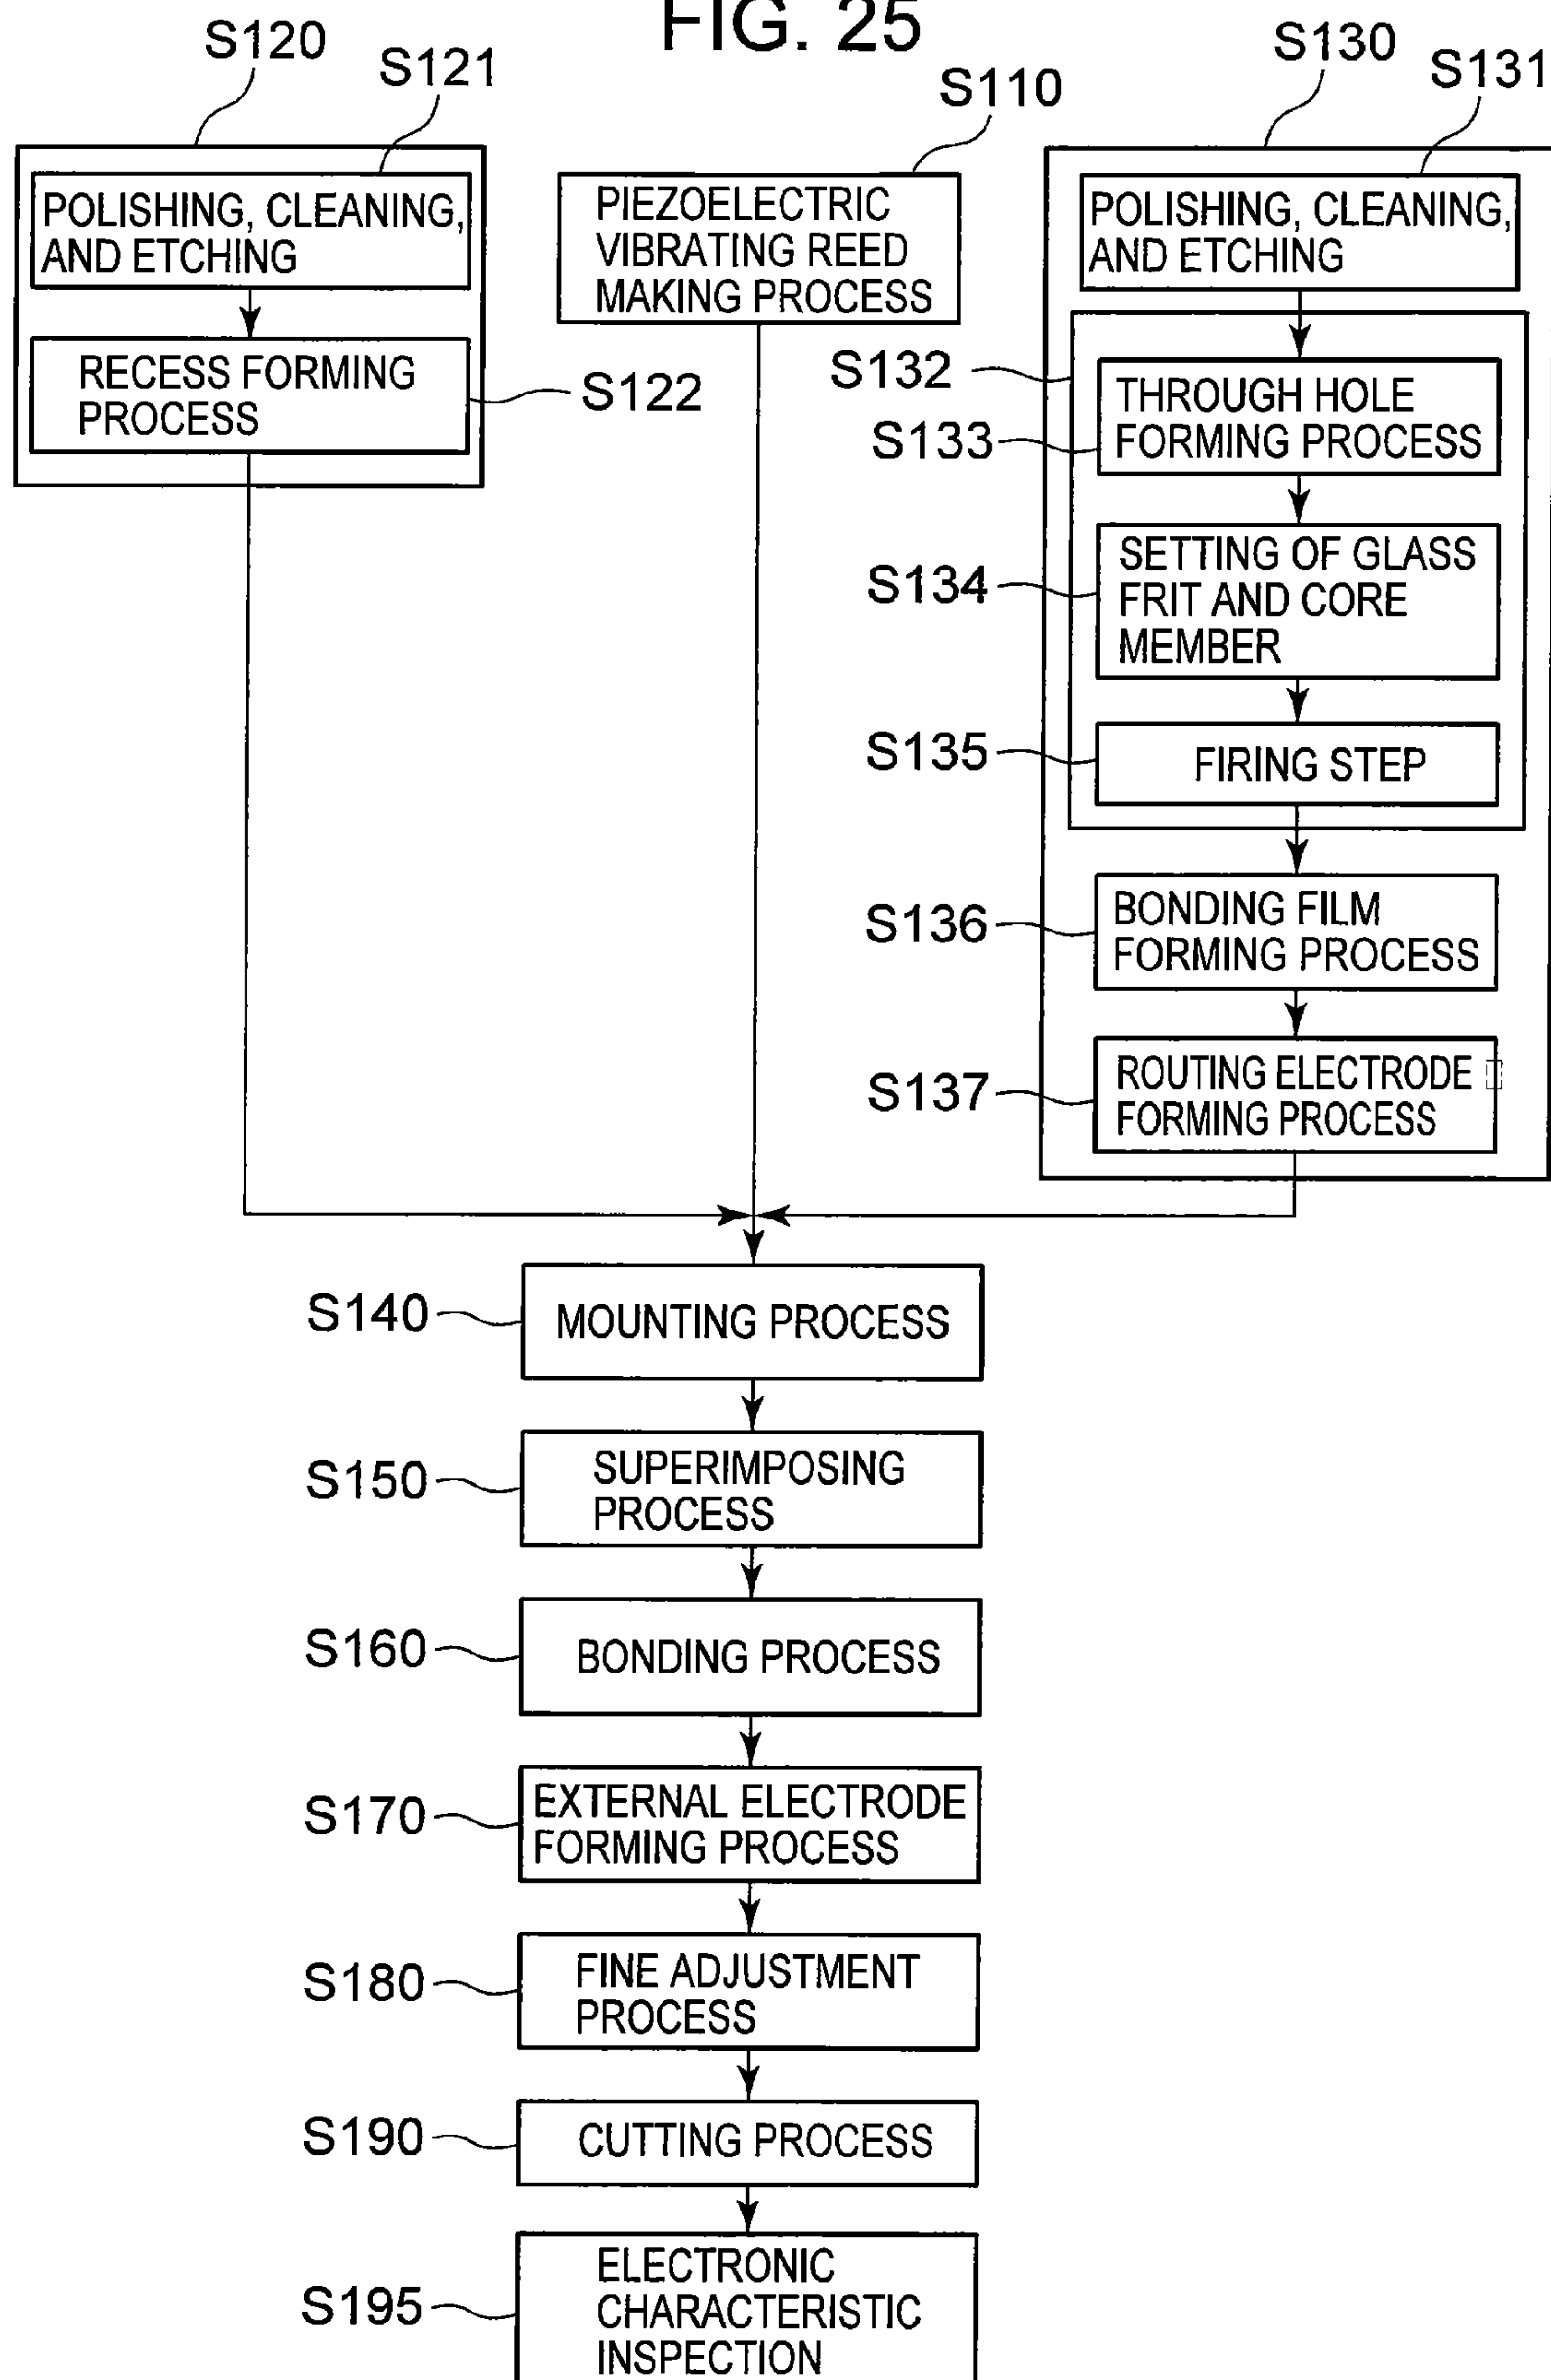 FIG. 25
S120
S121
POLISHING, CLEANING,
AND ETCHING
RECESS FORMING
PROCESS
S122
S110
PIEZOELECTRIC
VIBRATING REED
MAKING PROCESS
S130
S131
POLISHING, CLEANING,
AND ETCHING
S132
THROUGH HOLE
FORMING PROCESS
S133
SETTING OF GLASS
FRIT AND CORE
MEMBER
S134
FIRING STEP
S135
BONDING FILM
FORMING PROCESS
S136
ROUTING ELECTRODE
FORMING PROCESS
S137
S140
MOUNTING PROCESS
S150
SUPERIMPOSING
PROCESS
S160
BONDING PROCESS
S170
EXTERNAL ELECTRODE
FORMING PROCESS
S180
FINE ADJUSTMENT
PROCESS
S190
CUTTING PROCESS
S195
ELECTRONIC
CHARACTERISTIC
INSPECTION